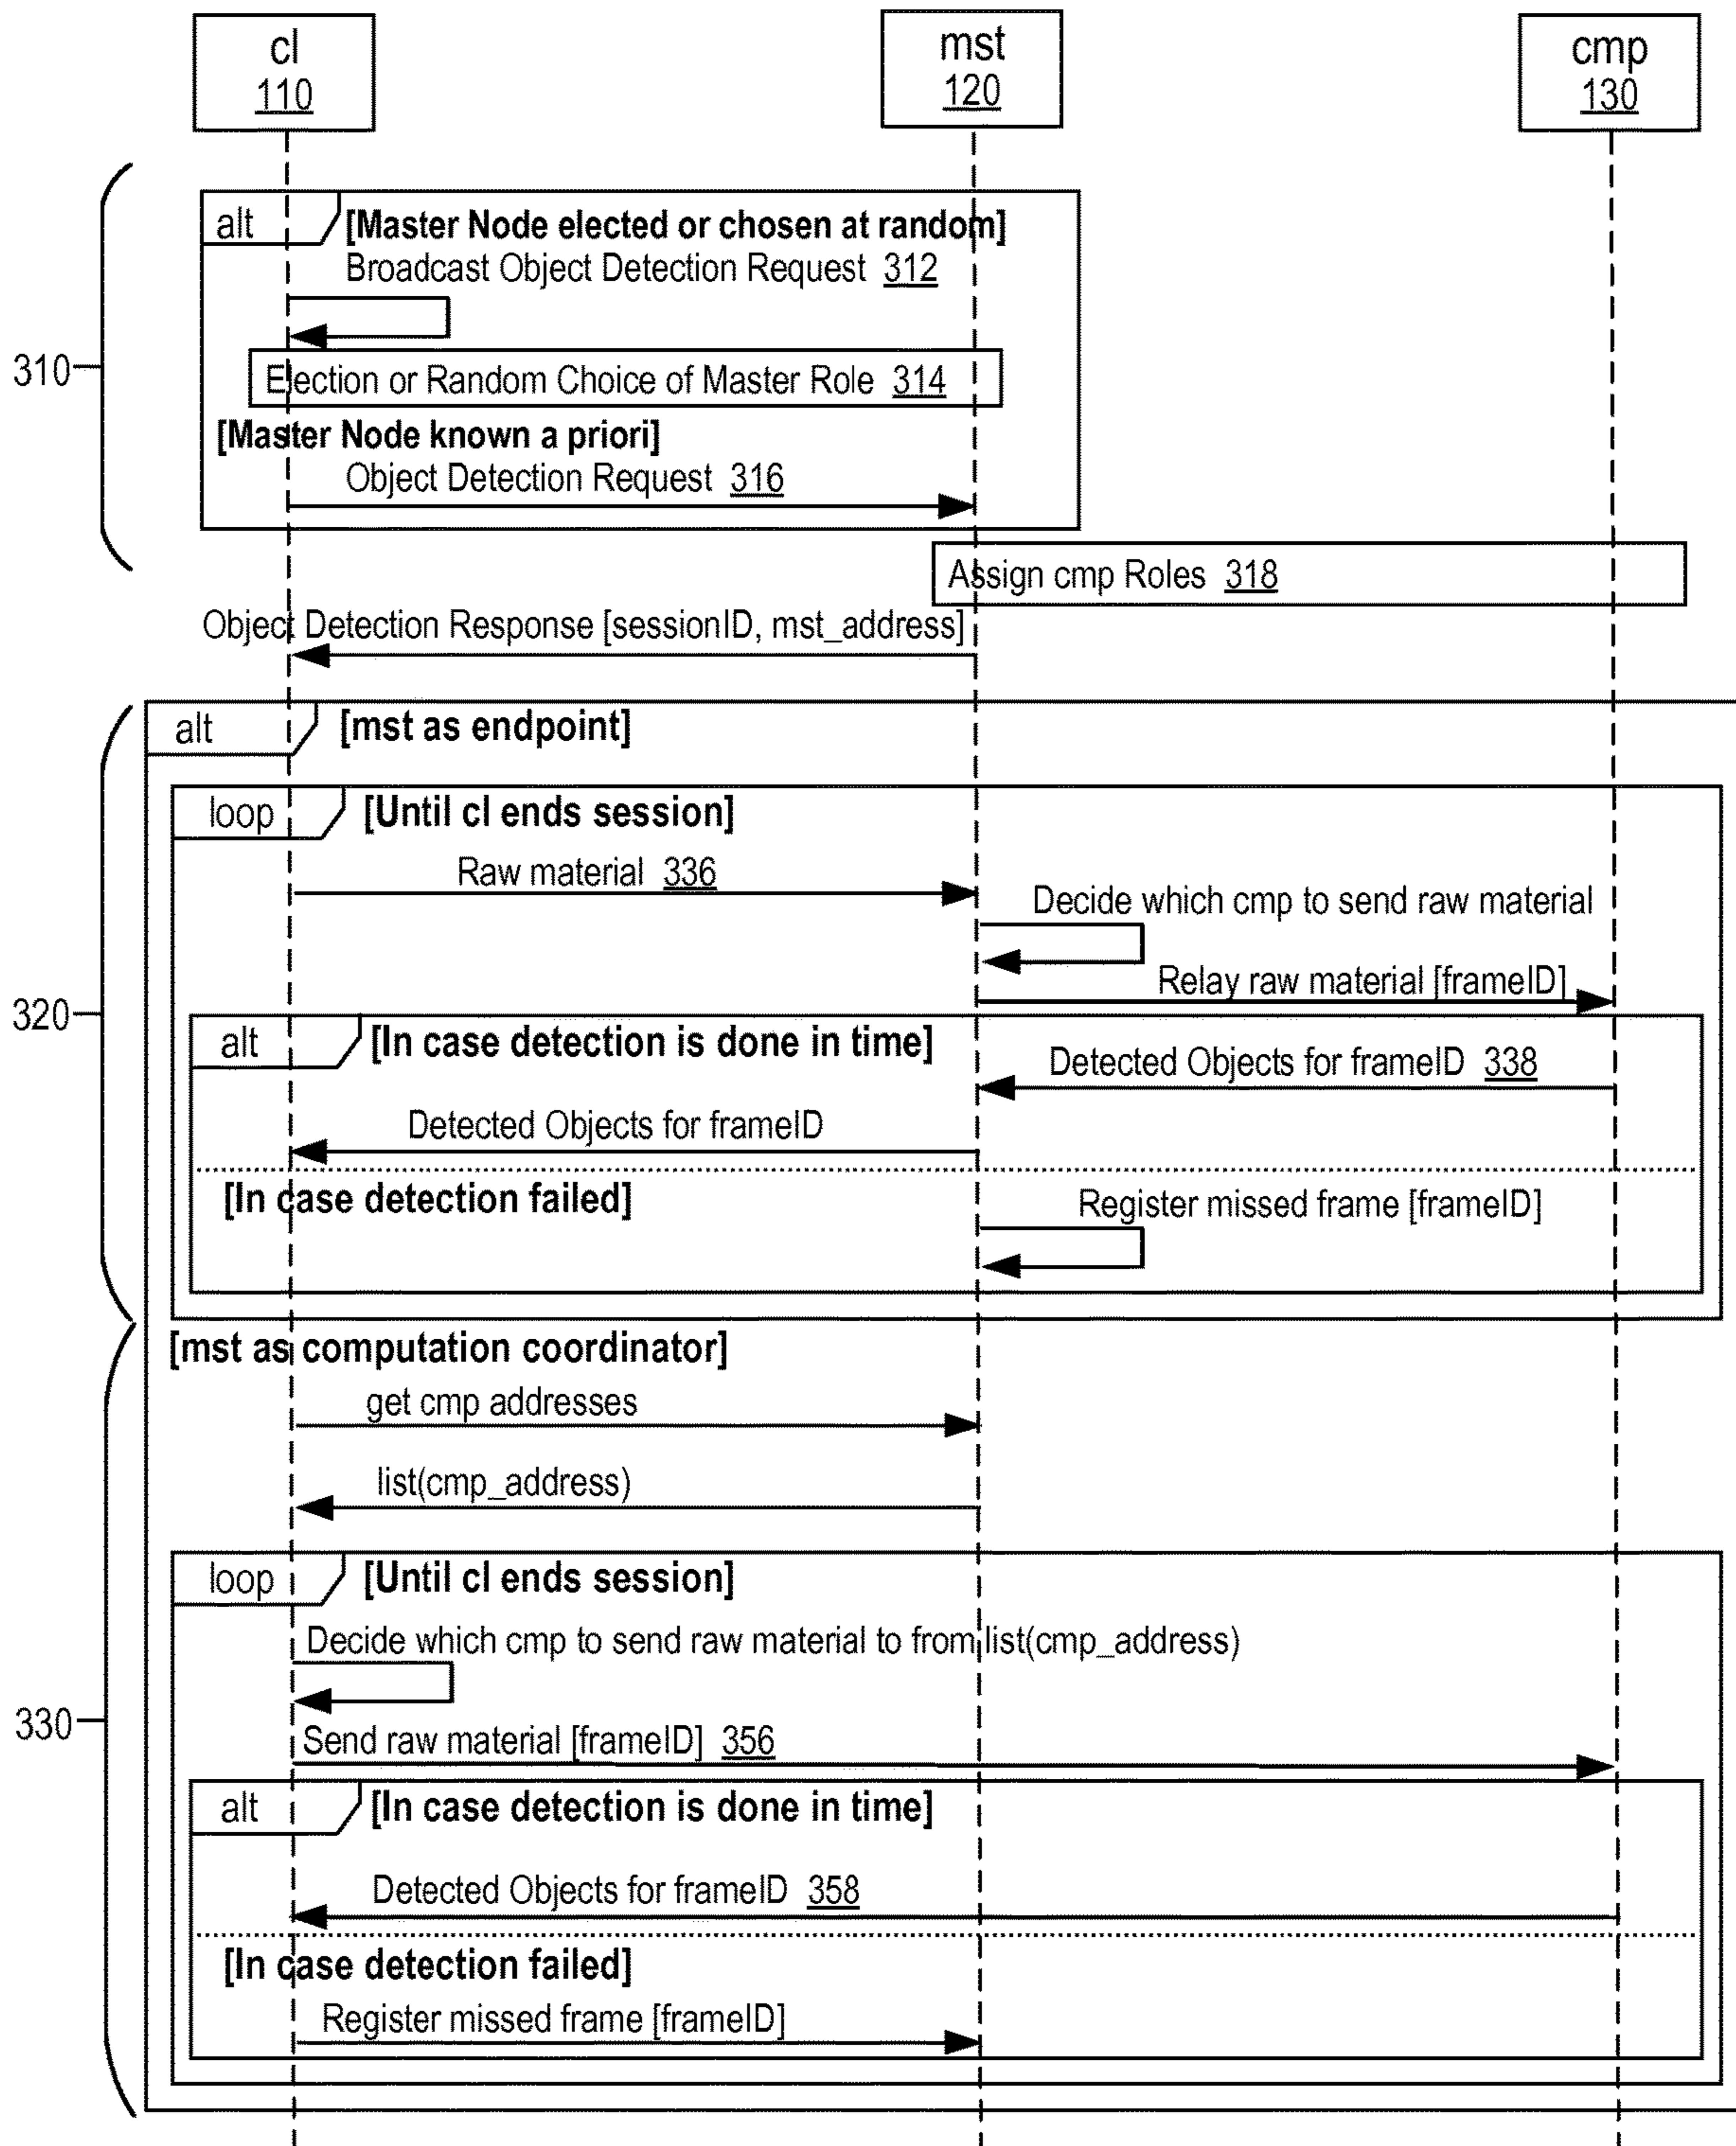 cl
110
mst
120
cmp
130
alt
[Master Node elected or chosen at random]
Broadcast Object Detection Request 312
310
Election or Random Choice of Master Role 314
[Master Node known a priori]
Object Detection Request 316
Assign cmp Roles 318
Object Detection Response [sessionID, mst_address]
alt
[mst as endpoint]
loop
[Until cl ends session]
Raw material 336
Decide which cmp to send raw material
Relay raw material [frameID]
320
alt
[In case detection is done in time]
Detected Objects for frameID 338
Detected Objects for frameID
[In case detection failed]
Register missed frame [frameID]
[mst as computation coordinator]
get cmp addresses
list(cmp_address)
loop
[Until cl ends session]
Decide which cmp to send raw material to from list(cmp_address)
330
Send raw material [frameID] 356
alt
[In case detection is done in time]
Detected Objects for frameID 358
[In case detection failed]
Register missed frame [frameID]